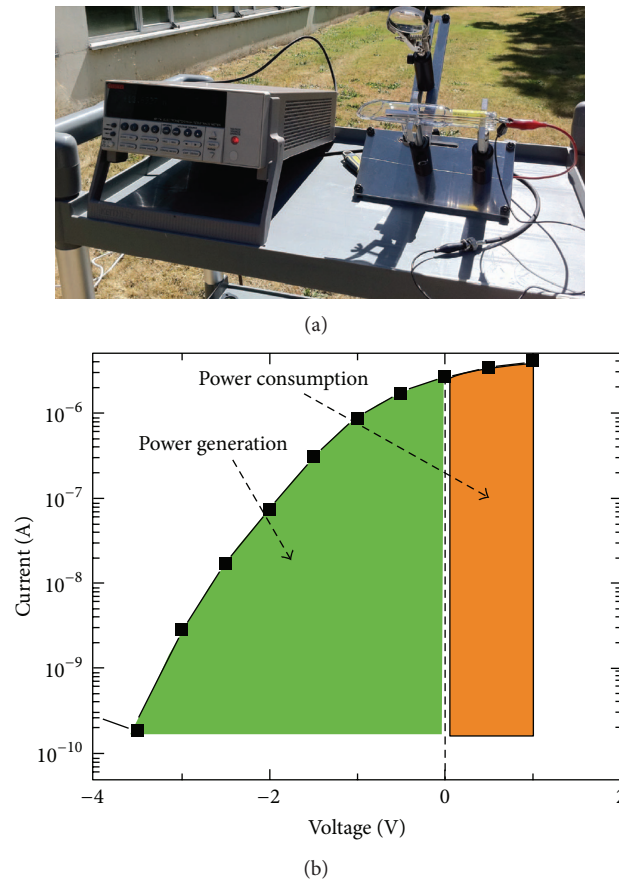 (a)
Power consumption
Power generation
Current (A)
10⁻⁶
10⁻⁷
10⁻⁸
10⁻⁹
10⁻¹⁰
−4
−2
0
2
Voltage (V)
(b)